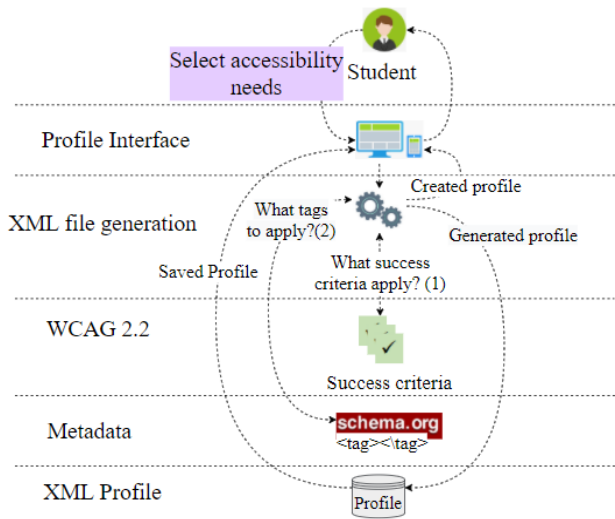 Select accessibility
needs
Student
Profile Interface
Created profile
XML file generation
What tags
to apply?(2)
Generated profile
Saved Profile
What success
criteria apply? (1)
WCAG 2.2
Success criteria
Metadata
schema.org
<tag><\tag>
XML Profile
Profile